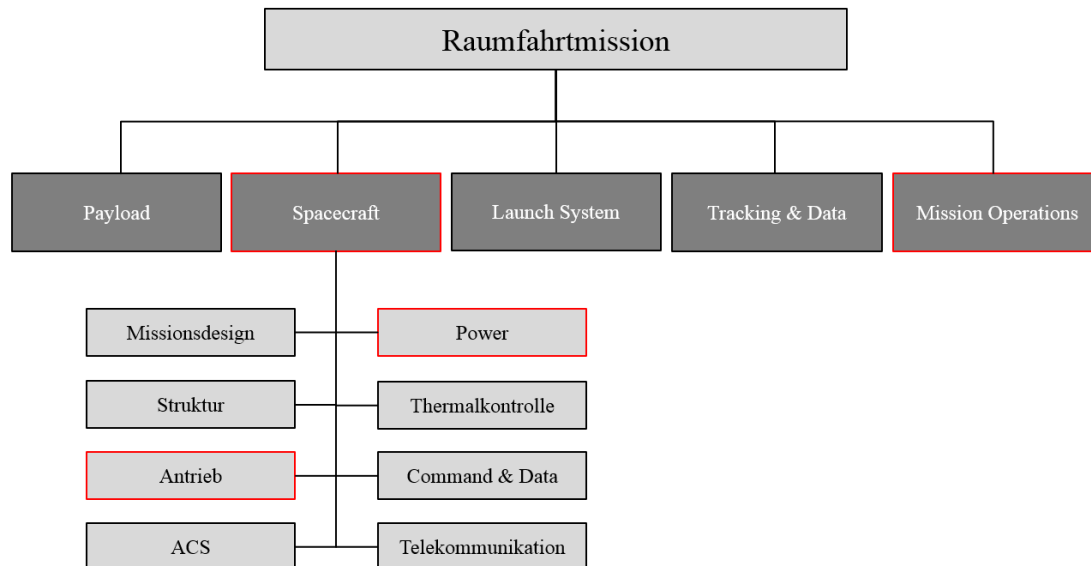 Raumfahrtmission
Payload
Spacecraft
Launch System
Tracking & Data
Mission Operations
Missionsdesign
Power
Struktur
Thermalkontrolle
Antrieb
Command & Data
ACS
Telekommunikation